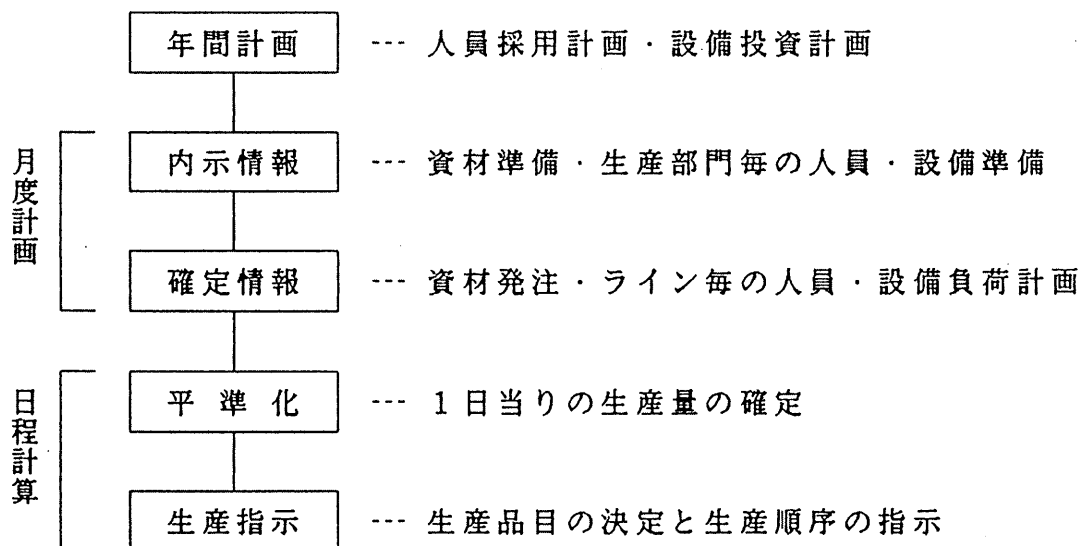 年間計画 --- 人員採用計画・設備投資計画
月度計画
内示情報 --- 資材準備・生産部門毎の人員・設備準備
確定情報 --- 資材発注・ライン毎の人員・設備負荷計画
日程計算
平準化 --- 1日当りの生産量の確定
生産指示 --- 生産品目の決定と生産順序の指示